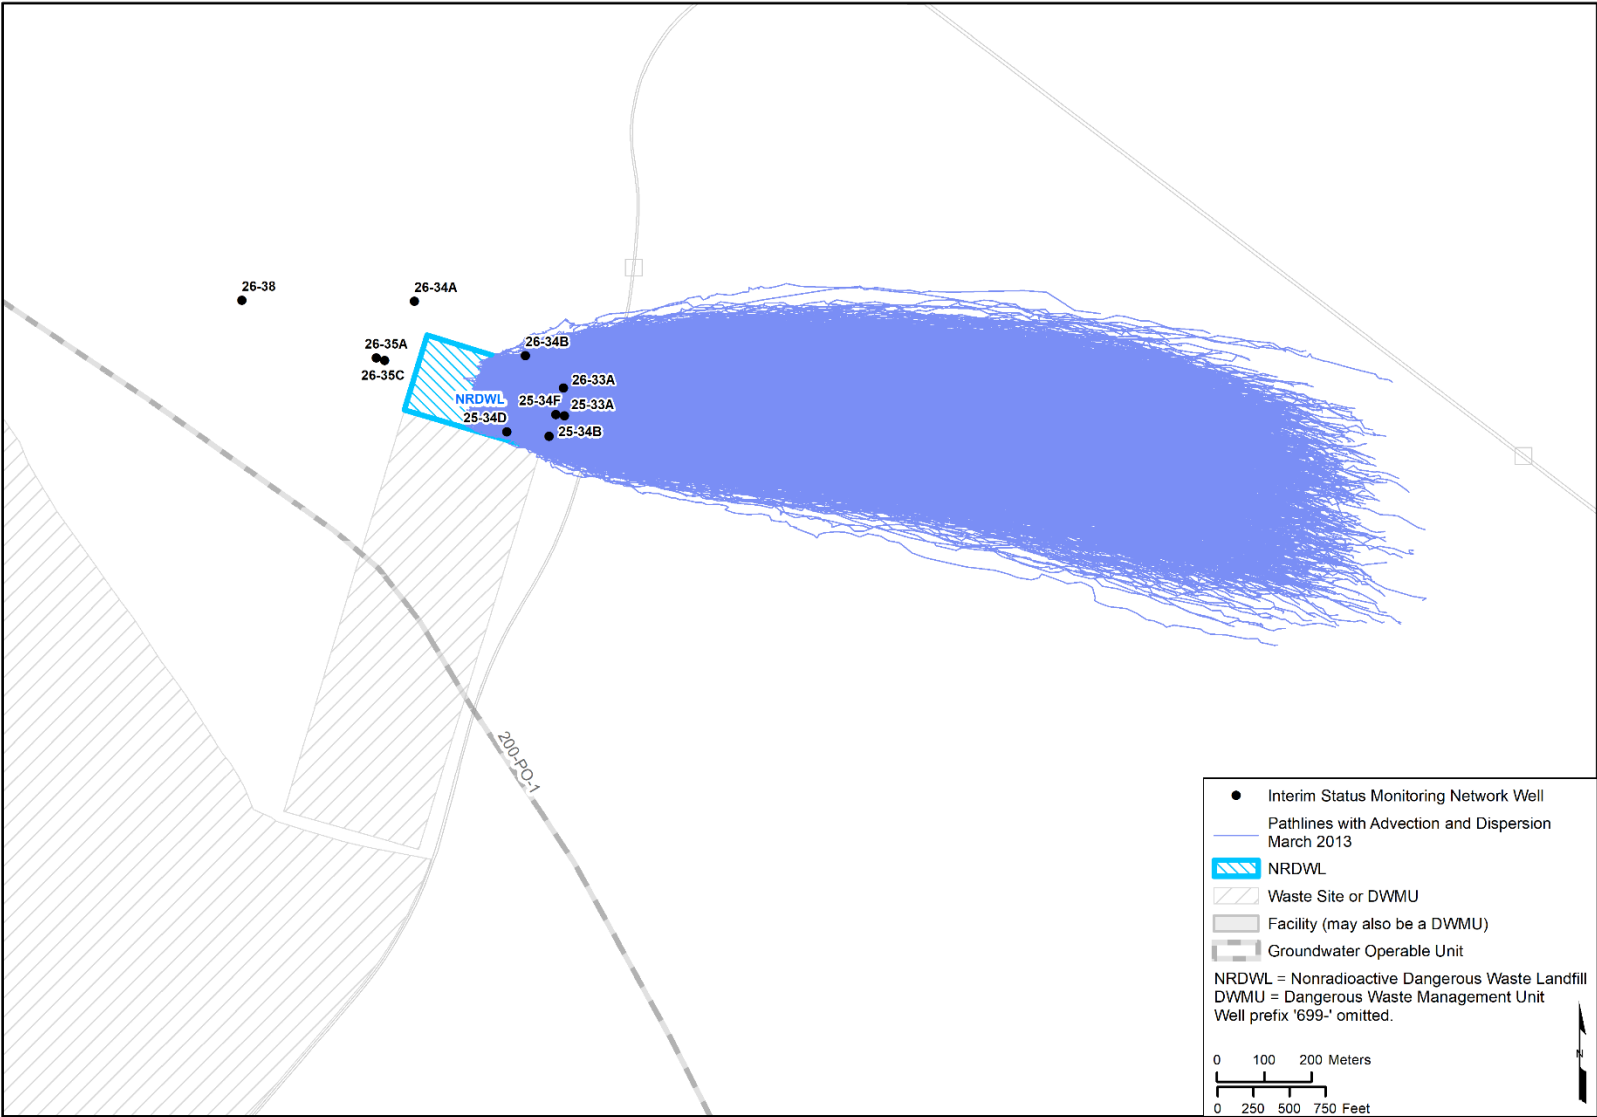 26-38
26-34A
26-35A
26-35C
26-34B
26-33A
NRDWL
25-34F
25-33A
25-34D
25-34B
200-PO-1
Interim Status Monitoring Network Well
Pathlines with Advection and Dispersion
March 2013
NRDWL
Waste Site or DWMU
Facility (may also be a DWMU)
Groundwater Operable Unit
NRDWL = Nonradioactive Dangerous Waste Landfill
DWMU = Dangerous Waste Management Unit
Well prefix '699-' omitted.
N
0 100 200 Meters
0 250 500 750 Feet